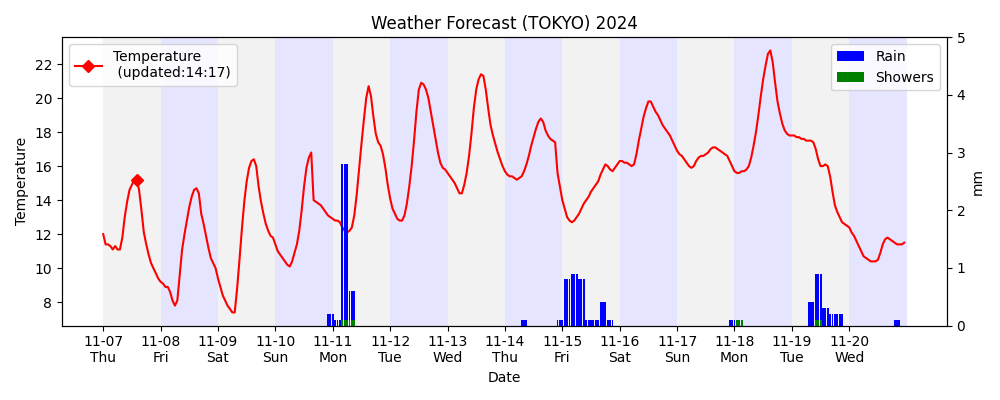 Weather Forecast (TOKYO) 2024
Temperature
(updated:14:17)
Rain
Showers
Temperature
22
20
18
16
14
12
10
8
5
4
3
2
1
0
mm
11-07 11-08 11-09 11-10 11-11 11-12 11-13 11-14 11-15 11-16 11-17 11-18 11-19 11-20
Thu Fri Sat Sun Mon Tue Wed Thu Fri Sat Sun Mon Tue Wed
Date